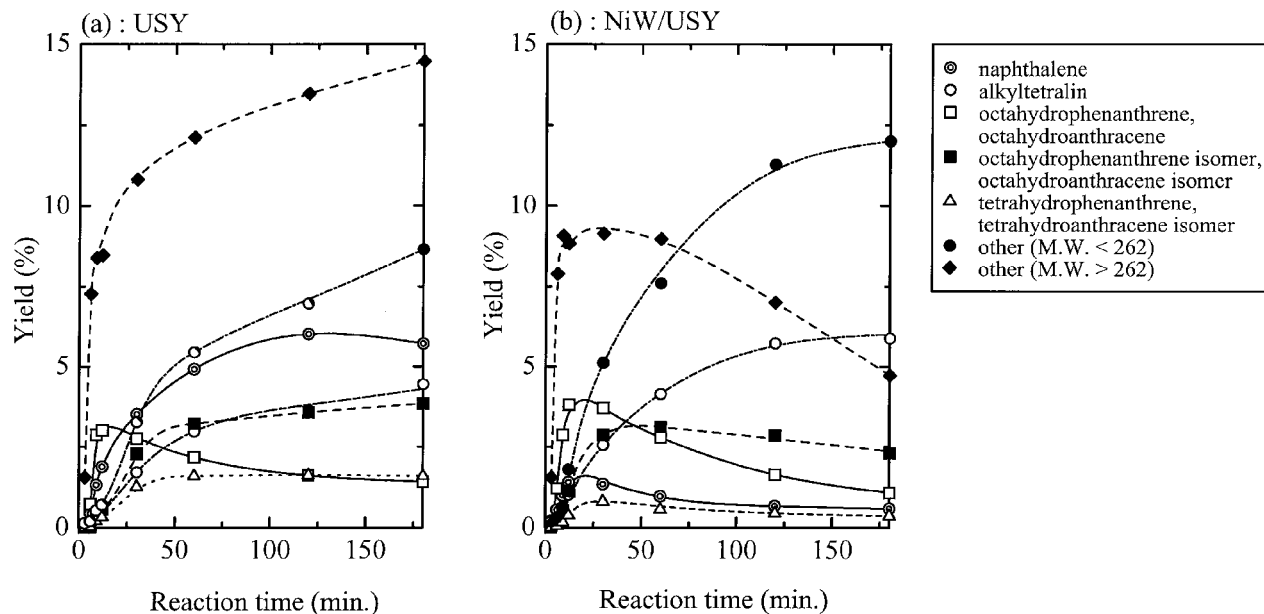 (a) : USY
(b) : NiW/USY
15
10
5
0
Yield (%)
0
50
100
150
Reaction time (min.)
15
10
5
0
Yield (%)
0
50
100
150
Reaction time (min.)
naphthalene
alkyltetralin
octahydrophenanthrene,
octahydroanthracene
octahydrophenanthrene isomer,
octahydroanthracene isomer
tetrahydrophenanthrene,
tetrahydroanthracene isomer
other (M.W. < 262)
other (M.W. > 262)